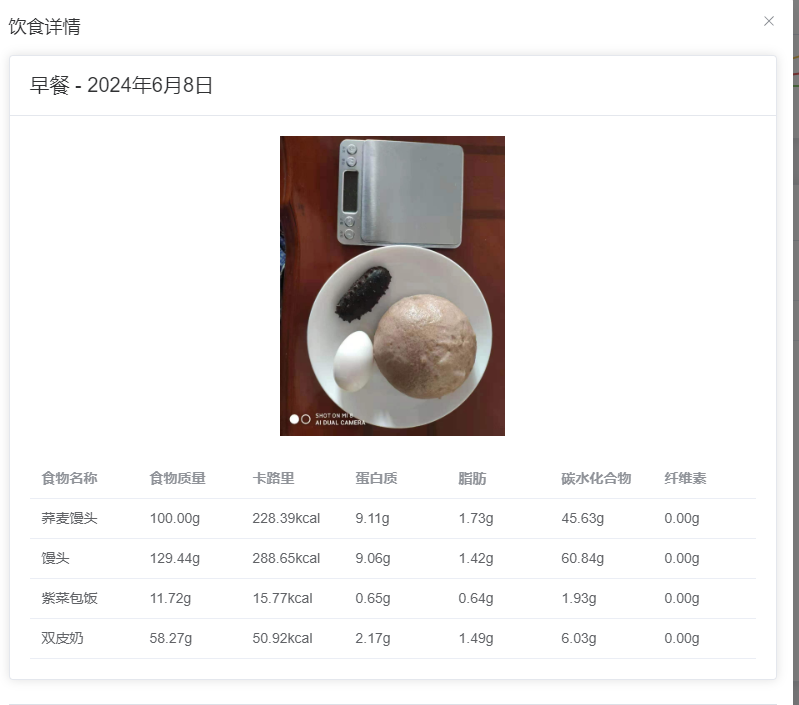 饮食详情
早餐 - 2024年6月8日
SHOT ON MI 8
AI DUAL CAMERA
食物名称 食物质量 卡路里 蛋白质 脂肪 碳水化合物 纤维素
荞麦馒头 100.00g 228.39kcal 9.11g 1.73g 45.63g 0.00g
馒头 129.44g 288.65kcal 9.06g 1.42g 60.84g 0.00g
紫菜包饭 11.72g 15.77kcal 0.65g 0.64g 1.93g 0.00g
双皮奶 58.27g 50.92kcal 2.17g 1.49g 6.03g 0.00g